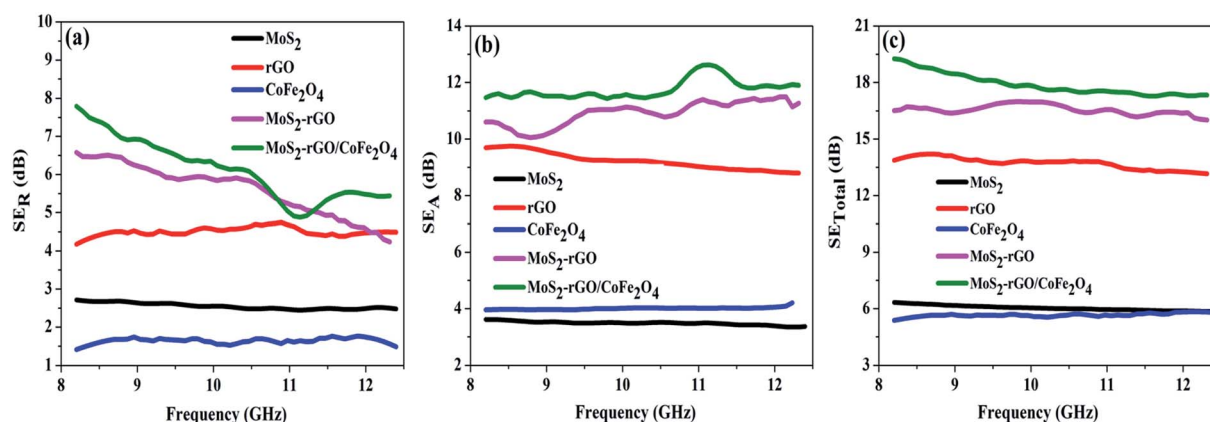 (a)
MoS2
rGO
CoFe2O4
MoS2-rGO
MoS2-rGO/CoFe2O4
SER (dB)
10
9
8
7
6
5
4
3
2
1
8 9 10 11 12
Frequency (GHz)
(b)
MoS2
rGO
CoFe2O4
MoS2-rGO
MoS2-rGO/CoFe2O4
SEA (dB)
14
12
10
8
6
4
2
8 9 10 11 12
Frequency (GHz)
(c)
MoS2
rGO
CoFe2O4
MoS2-rGO
MoS2-rGO/CoFe2O4
SETotal (dB)
21
18
15
12
9
6
3
8 9 10 11 12
Frequency (GHz)